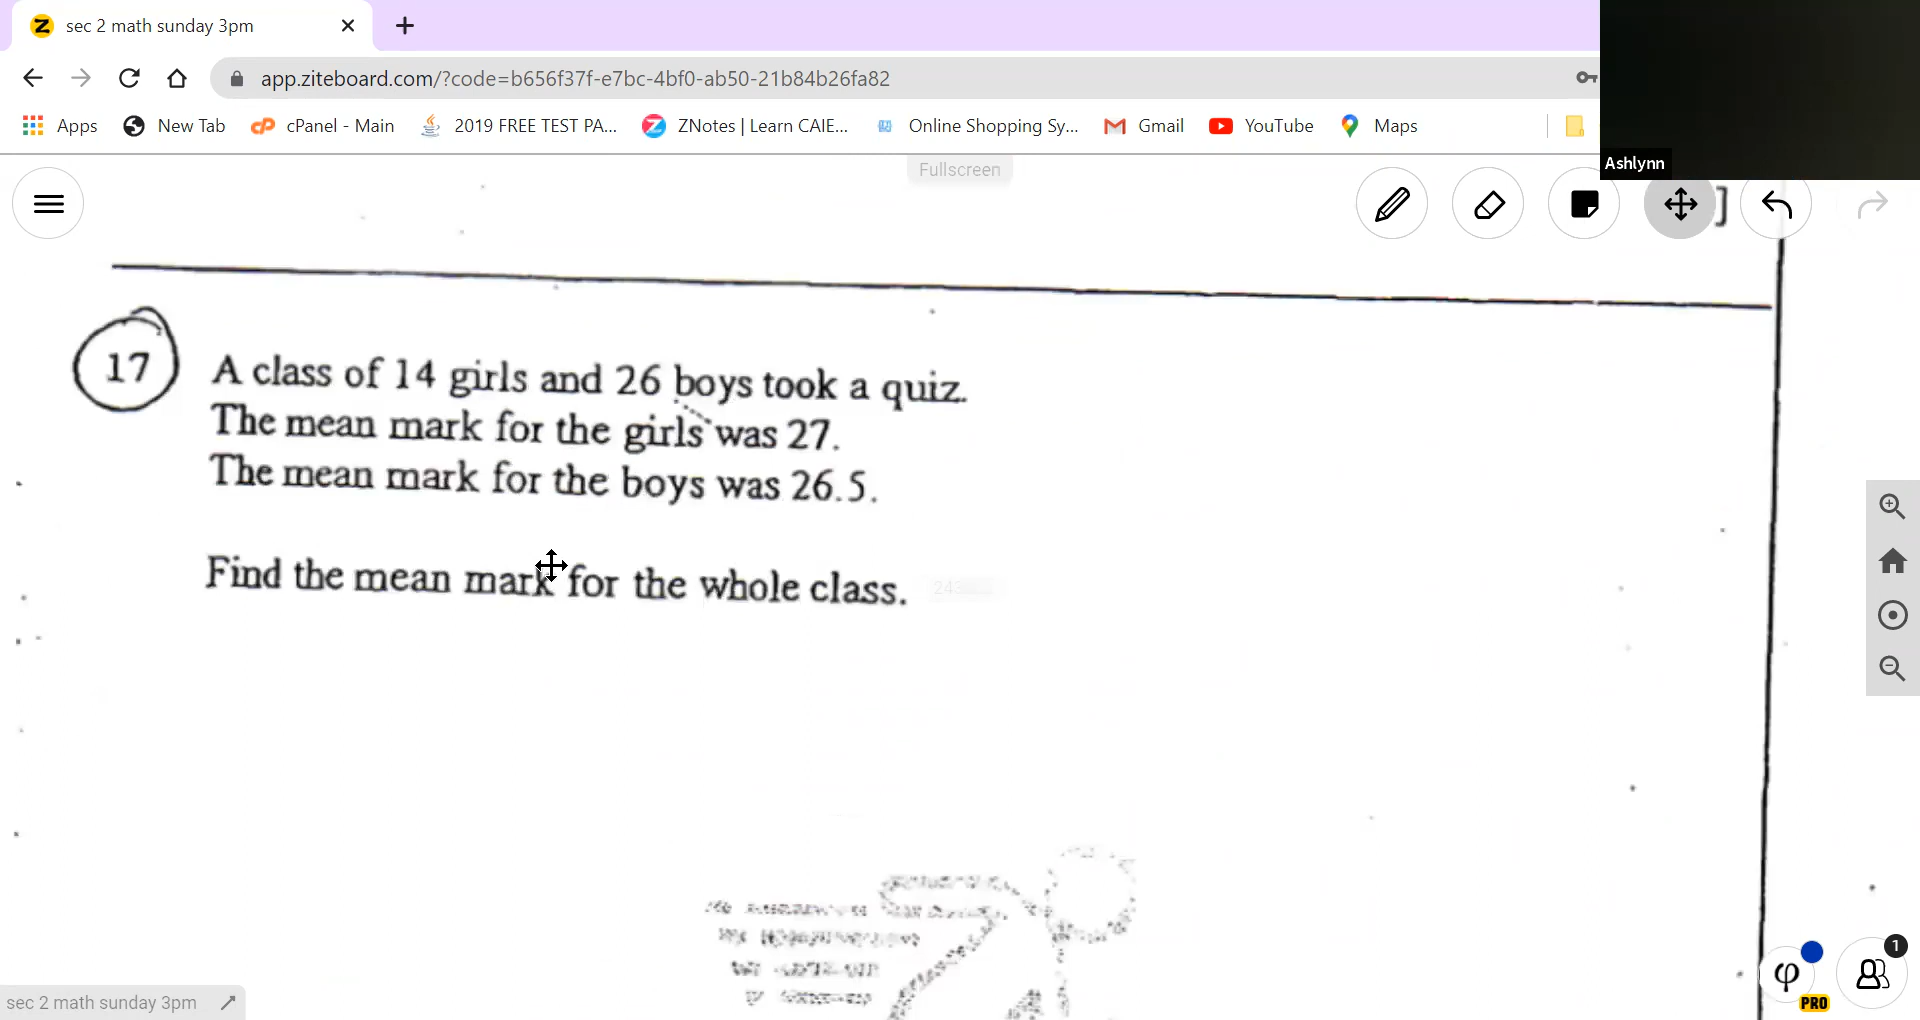 sec 2 math sunday 3pm
app.ziteboard.com/?code=b656f37f-e7bc-4bf0-ab50-21b84b26fa82
Apps New Tab cPanel - Main 2019 FREE TEST PA... ZNotes | Learn CAIE... Online Shopping Sy... Gmail YouTube Maps
Ashlynn
Fullscreen
]
17 A class of 14 girls and 26 boys took a quiz.
The mean mark for the girls was 27.
The mean mark for the boys was 26.5.
Find the mean mark for the whole class.
1
φ
PRO
sec 2 math sunday 3pm